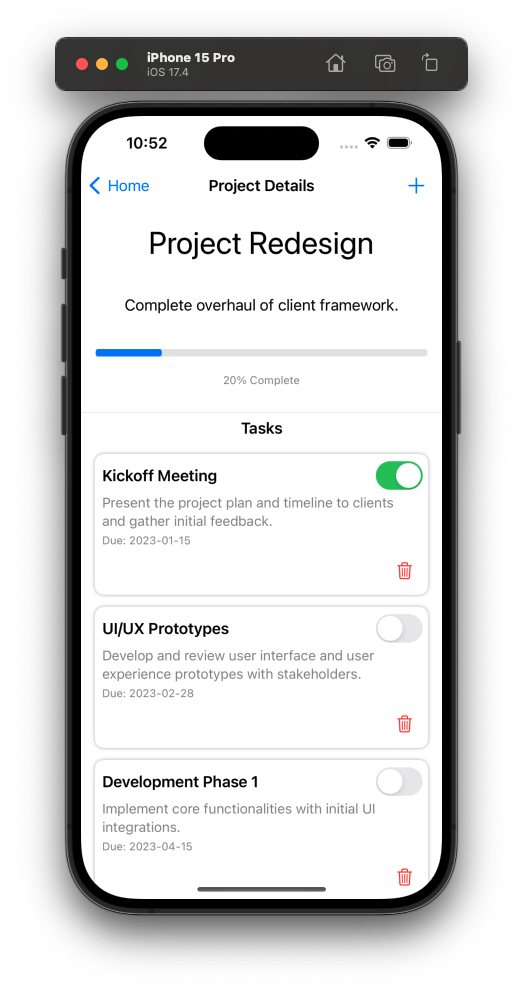 iPhone 15 Pro
iOS 17.4
10:52
Home
Project Details
Project Redesign
Complete overhaul of client framework.
20% Complete
Tasks
Kickoff Meeting
Present the project plan and timeline to clients
and gather initial feedback.
Due: 2023-01-15
UI/UX Prototypes
Develop and review user interface and user
experience prototypes with stakeholders.
Due: 2023-02-28
Development Phase 1
Implement core functionalities with initial UI
integrations.
Due: 2023-04-15